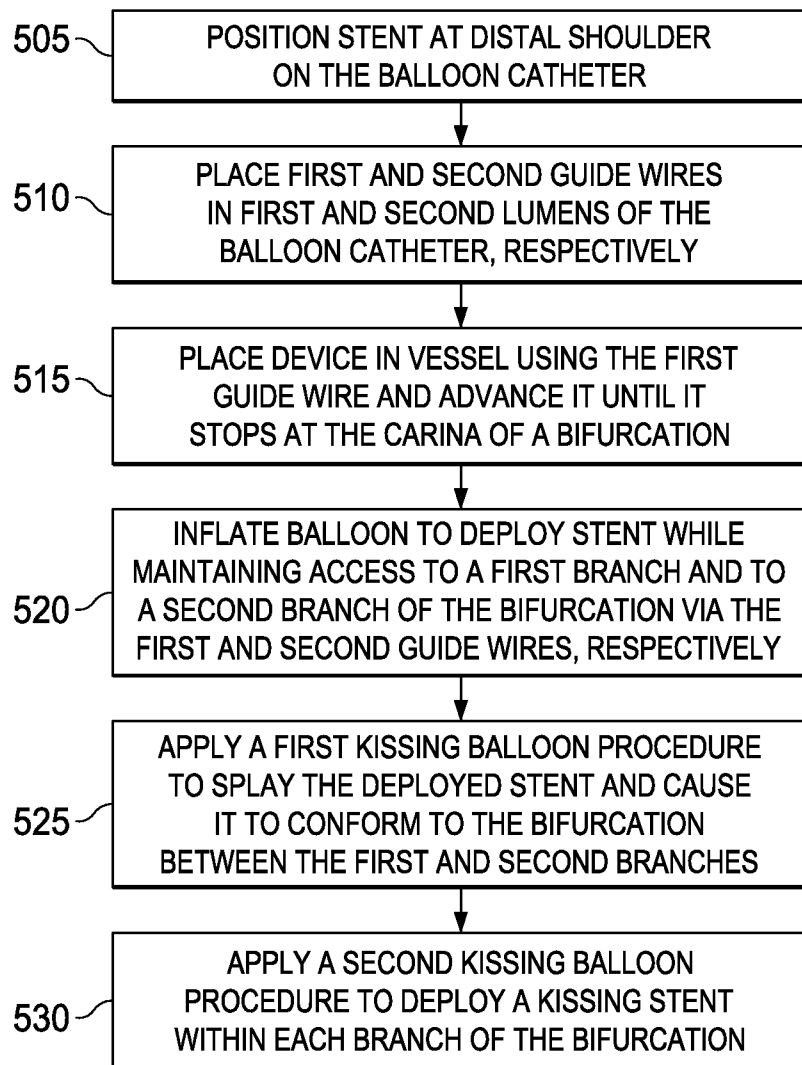 505
POSITION STENT AT DISTAL SHOULDER
ON THE BALLOON CATHETER
510
PLACE FIRST AND SECOND GUIDE WIRES
IN FIRST AND SECOND LUMENS OF THE
BALLOON CATHETER, RESPECTIVELY
515
PLACE DEVICE IN VESSEL USING THE FIRST
GUIDE WIRE AND ADVANCE IT UNTIL IT
STOPS AT THE CARINA OF A BIFURCATION
520
INFLATE BALLOON TO DEPLOY STENT WHILE
MAINTAINING ACCESS TO A FIRST BRANCH AND TO
A SECOND BRANCH OF THE BIFURCATION VIA THE
FIRST AND SECOND GUIDE WIRES, RESPECTIVELY
525
APPLY A FIRST KISSING BALLOON PROCEDURE
TO SPLAY THE DEPLOYED STENT AND CAUSE
IT TO CONFORM TO THE BIFURCATION
BETWEEN THE FIRST AND SECOND BRANCHES
530
APPLY A SECOND KISSING BALLOON
PROCEDURE TO DEPLOY A KISSING STENT
WITHIN EACH BRANCH OF THE BIFURCATION